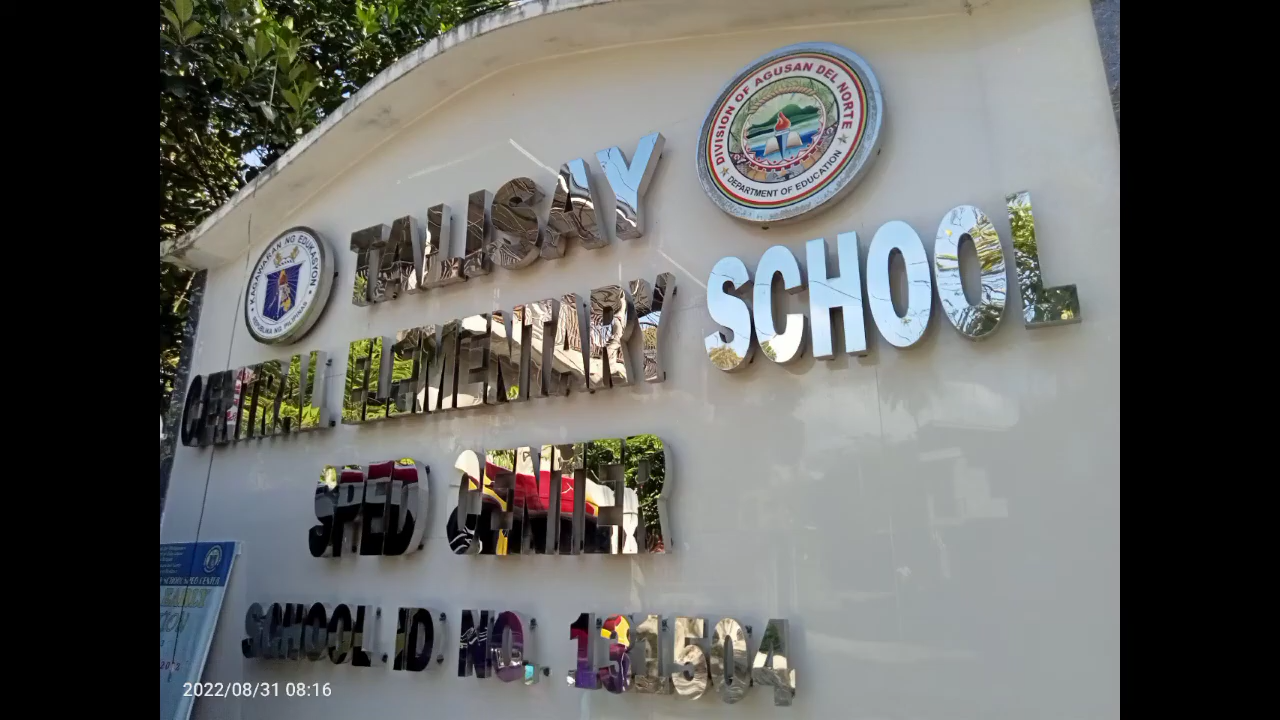 DIVISION OF AGUSAN DEL NORTE
DEPARTMENT OF EDUCATION
KAGAWARAN NG EDUKASYON
REPUBLIKA NG PILIPINAS
TALISAY
CENTRAL ELEMENTARY SCHOOL
SPED CENTER
SCHOOL ID NO. 131504
2022/08/31 08:16